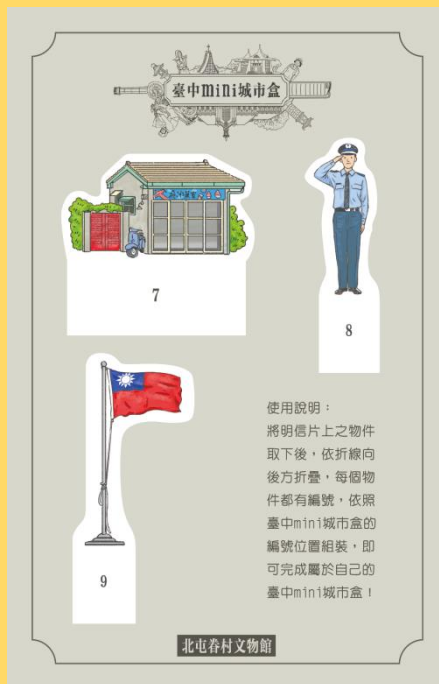 臺中mini城市盒
7
8
9
使用說明：
將明信片上之物件
取下後，依折線向
後方折疊，每個物
件都有編號，依照
臺中mini城市盒的
編號位置組裝，即
可完成屬於自己的
臺中mini城市盒！
北屯眷村文物館